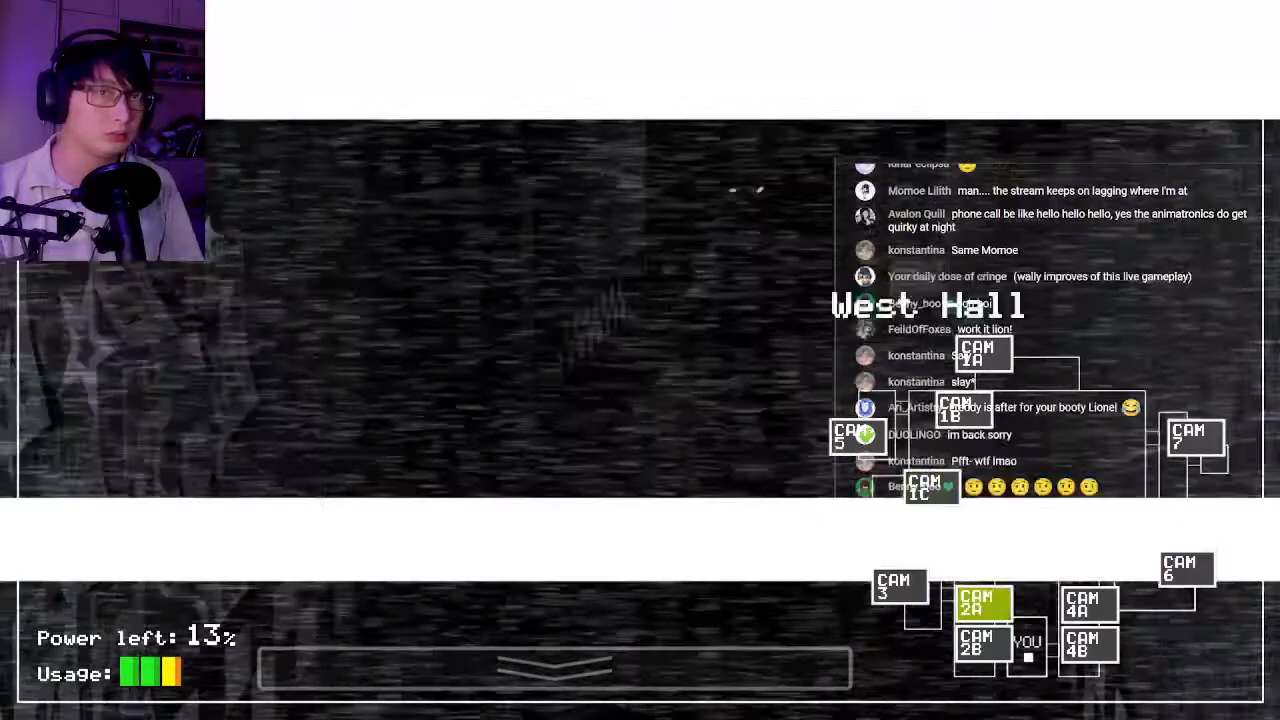 Momoe Lilith man.... the stream keeps on lagging where I'm at
Avalon Quill phone call be like hello hello hello, yes the animatronics do get
quirky at night
konstantina Same Momoe
Your daily dose of cringe (wally improves of this live gameplay)
West Hall
FeildOfFoxes work it lion!
konstantina
CAM
1A
konstantina slay*
Ari_Artist is after for your booty Lionel 😂
CAM
1B
CAM
5
DUOLINGO im back sorry
CAM
7
konstantina Pfft- wtf lmao
CAM
1C
CAM
6
CAM
3
CAM
2A
CAM
4A
CAM
2B
YOU
CAM
4B
Power left: 13%
Usage: